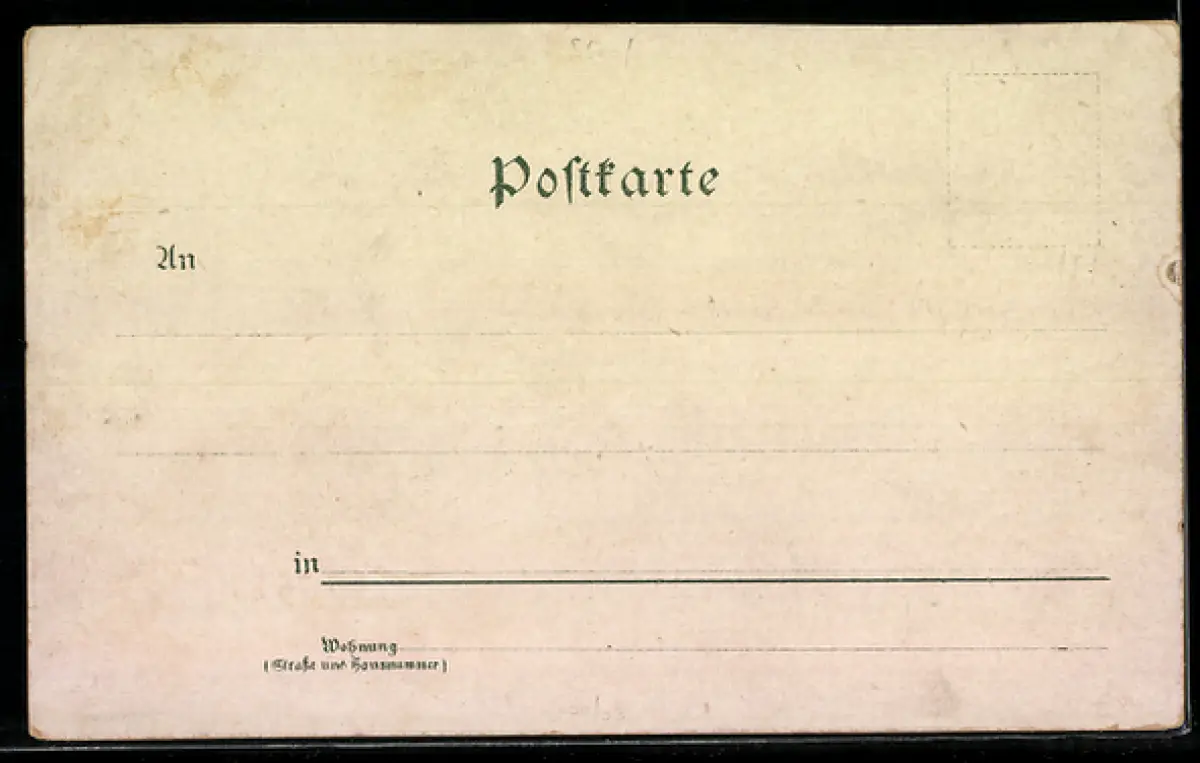 Postkarte
An
in
Wohnung
(Straße und Hausnummer)